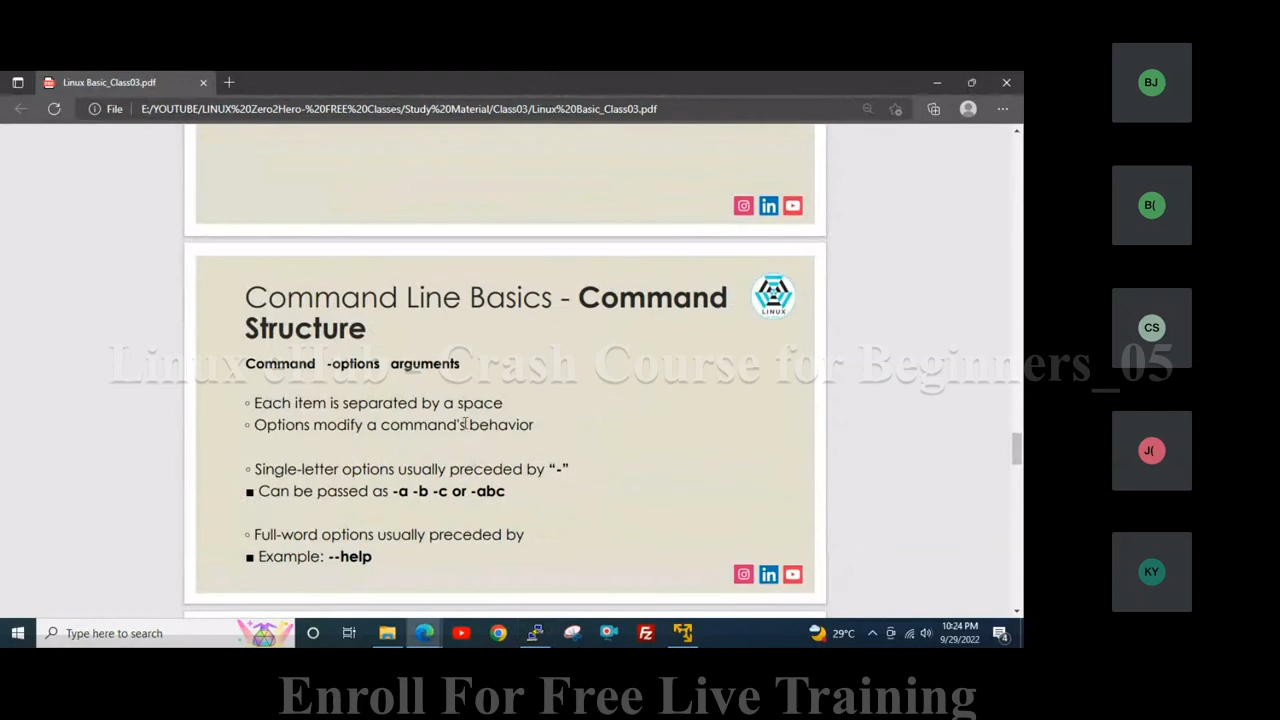 BJ
Linux Basic_Class03.pdf
File
E:/YOUTUBE/LINUX%20Zero2Hero-%20FREE%20Classes/Study%20Material/Class03/Linux%20Basic_Class03.pdf
B(
Command Line Basics - Command
Structure
LINUX
CS
Linux eHub - Crash Course for Beginners_05
Command -options arguments
◦ Each item is separated by a space
◦ Options modify a command's behavior
J(
◦ Single-letter options usually preceded by “-”
■ Can be passed as -a -b -c or -abc
◦ Full-word options usually preceded by
■ Example: --help
KY
Type here to search
29°C
10:24 PM
9/29/2022
4
Enroll For Free Live Training